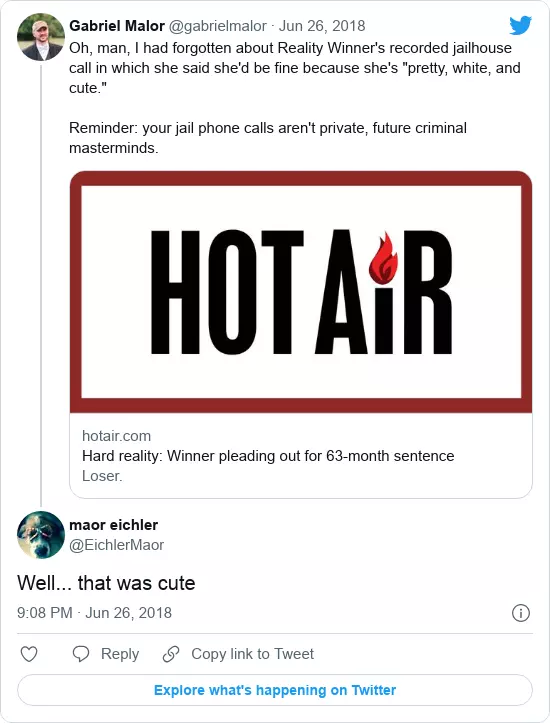 Gabriel Malor @gabrielmalor · Jun 26, 2018
Oh, man, I had forgotten about Reality Winner's recorded jailhouse
call in which she said she'd be fine because she's "pretty, white, and
cute."
Reminder: your jail phone calls aren't private, future criminal
masterminds.
HOT AiR
hotair.com
Hard reality: Winner pleading out for 63-month sentence
Loser.
maor eichler
@EichlerMaor
Well... that was cute
9:08 PM · Jun 26, 2018
Reply Copy link to Tweet
Explore what's happening on Twitter